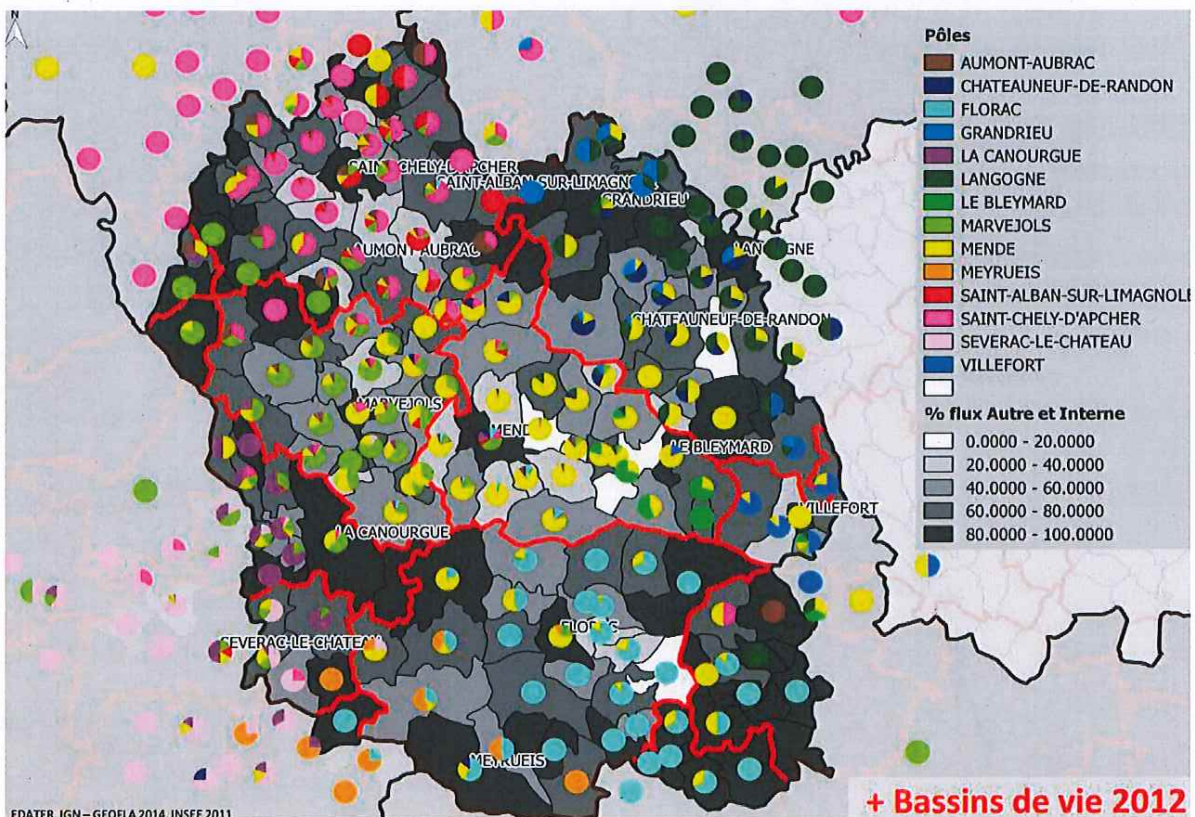 N
Pôles
AUMONT-AUBRAC
CHATEAUNEUF-DE-RANDON
FLORAC
GRANDRIEU
LA CANOURGUE
LANGOGNE
LE BLEYMARD
MARVEJOLS
MENDE
MEYRUEIS
SAINT-ALBAN-SUR-LIMAGNOLE
SAINT-CHELY-D'APCHER
SEVERAC-LE-CHATEAU
VILLEFORT
% flux Autre et Interne
0.0000 - 20.0000
20.0000 - 40.0000
40.0000 - 60.0000
60.0000 - 80.0000
80.0000 - 100.0000
SAINT-CHELY-D'APCHER
SAINT-ALBAN-SUR-LIMAGNO
GRANDRIEU
AUMONT-AUBRAC
LANGOGNE
CHATEAUNEUF-DE-RANDON
MARVEJOLS
MEND
LE BLEYMARD
VILLEFORT
LA CANOURGUE
FLORAC
SEVERAC-LE-CHATEAU
MEYRUEIS
+ Bassins de vie 2012
EDATER, IGN – GEOFLA 2014, INSEE 2011